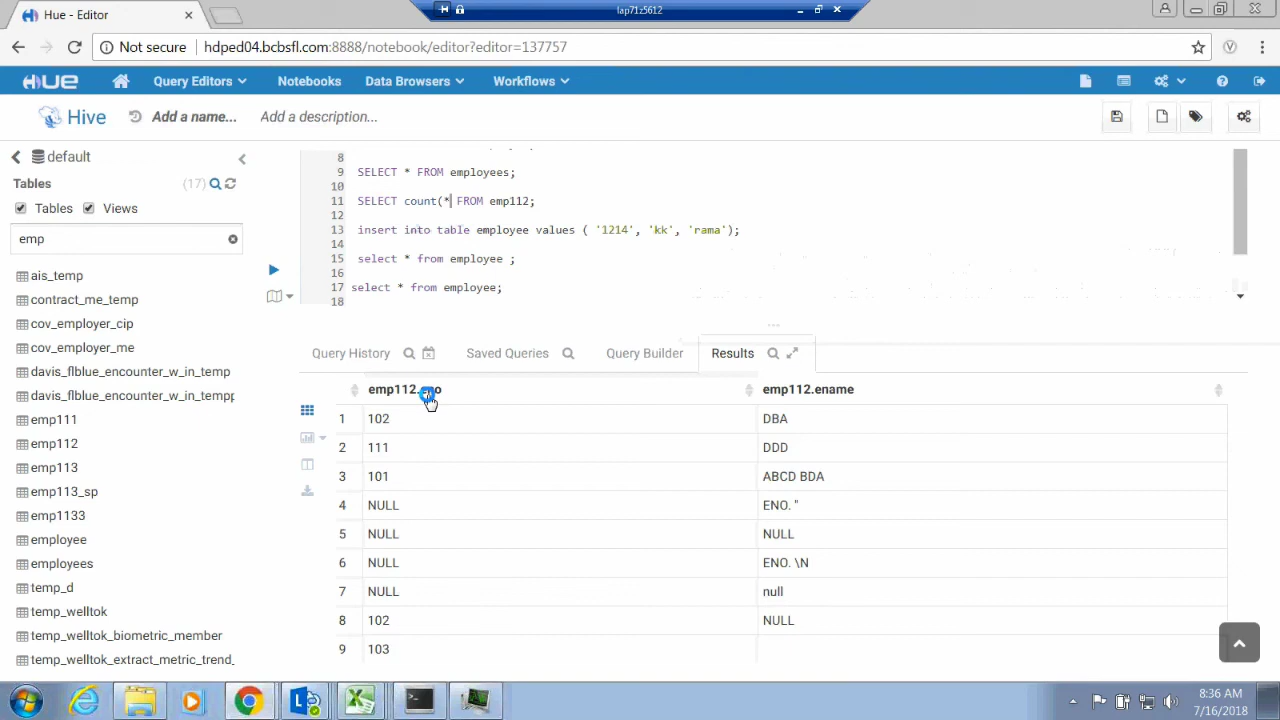 lap71z5612
Hue - Editor
Not secure hdped04.bcbsfl.com:8888/notebook/editor?editor=137757
HUE Query Editors Notebooks Data Browsers Workflows
Hive Add a name... Add a description...
default
Tables (17)
Tables Views
emp
ais_temp
contract_me_temp
cov_employer_cip
cov_employer_me
davis_flblue_encounter_w_in_temp
davis_flblue_encounter_w_in_tempp
emp111
emp112
emp113
emp113_sp
emp1133
employee
employees
temp_d
temp_welltok
temp_welltok_biometric_member
temp_welltok_extract_metric_trend_
8
9 SELECT * FROM employees;
10
11 SELECT count(* FROM emp112;
12
13 insert into table employee values ( '1214', 'kk', 'rama');
14
15 select * from employee ;
16
17 select * from employee;
18
Query History Saved Queries Query Builder Results
emp112. emp112.ename
1 102 DBA
2 111 DDD
3 101 ABCD BDA
4 NULL ENO. "
5 NULL NULL
6 NULL ENO. \N
7 NULL null
8 102 NULL
9 103
8:36 AM
7/16/2018